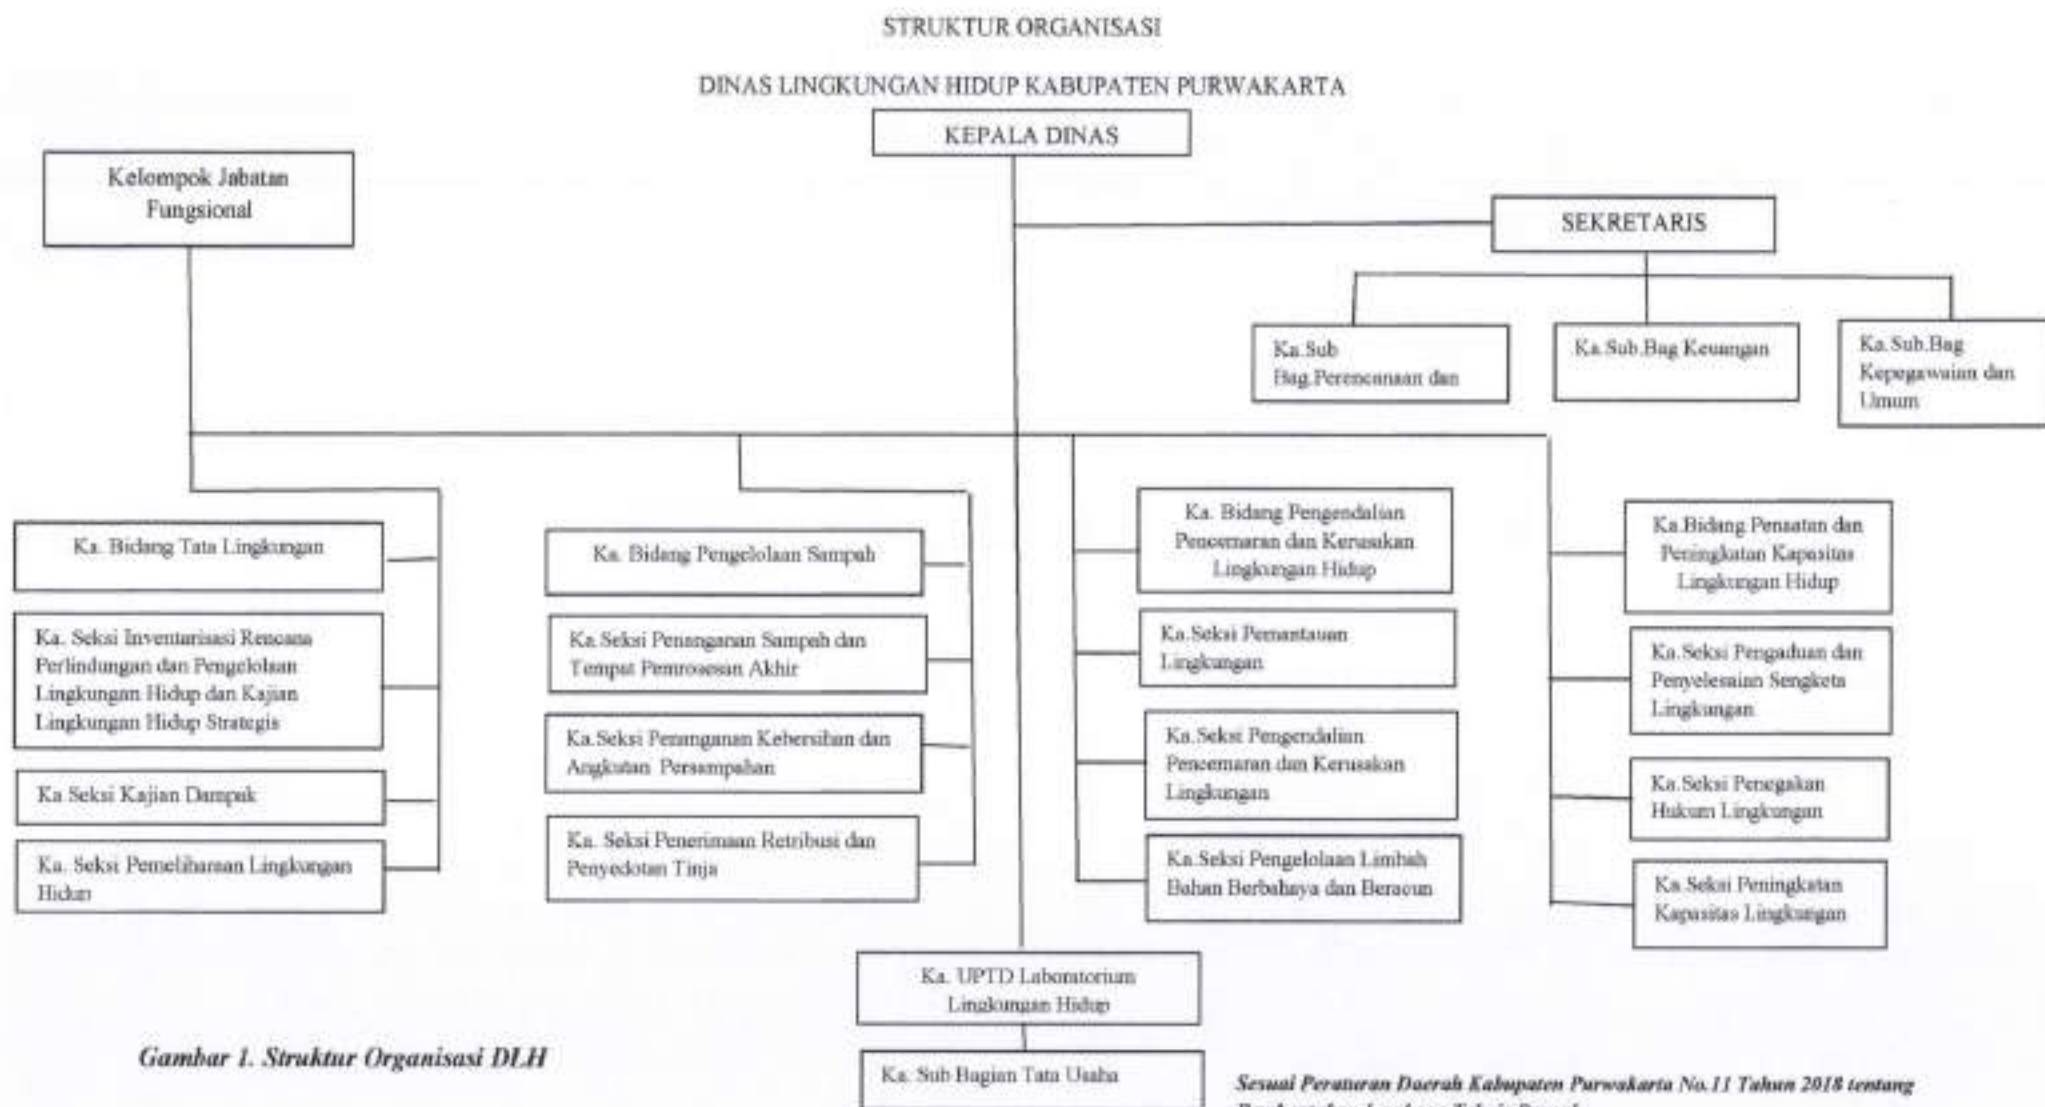 STRUKTUR ORGANISASI
DINAS LINGKUNGAN HIDUP KABUPATEN PURWAKARTA
KEPALA DINAS
Kelompok Jabatan
Fungsional
SEKRETARIS
Ka.Sub
Bag.Perencanaan dan
Ka.Sub.Bag Keuangan
Ka.Sub.Bag
Kepegawaian dan
Umum
Ka. Bidang Tata Lingkungan
Ka. Seksi Inventarisasi Rencana
Perlindungan dan Pengelolaan
Lingkungan Hidup dan Kajian
Lingkungan Hidup Strategis
Ka Seksi Kajian Dampak
Ka. Seksi Pemeliharaan Lingkungan
Hidup
Ka. Bidang Pengelolaan Sampah
Ka.Seksi Penanganan Sampah dan
Tempat Pemrosesan Akhir
Ka.Seksi Penanganan Kebersihan dan
Angkutan Persampahan
Ka. Seksi Penerimaan Retribusi dan
Penyedotan Tinja
Ka. Bidang Pengendalian
Pencemaran dan Kerusakan
Lingkungan Hidup
Ka.Seksi Pemantauan
Lingkungan
Ka.Seksi Pengendalian
Pencemaran dan Kerusakan
Lingkungan
Ka.Seksi Pengelolaan Limbah
Bahan Berbahaya dan Beracun
Ka.Bidang Penaatan dan
Peningkatan Kapasitas
Lingkungan Hidup
Ka.Seksi Pengaduan dan
Penyelesaian Sengketa
Lingkungan
Ka.Seksi Penegakan
Hukum Lingkungan
Ka.Seksi Peningkatan
Kapasitas Lingkungan
Ka. UPTD Laboratorium
Lingkungan Hidup
Ka. Sub Bagian Tata Usaha
Gambar 1. Struktur Organisasi DLH
Sesuai Peraturan Daerah Kabupaten Purwakarta No.11 Tahun 2018 tentang